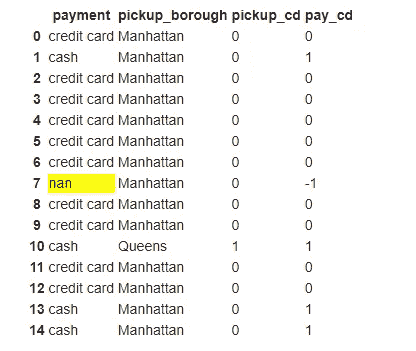 payment pickup_borough pickup_cd pay_cd
0 credit card Manhattan 0 0
1 cash Manhattan 0 1
2 credit card Manhattan 0 0
3 credit card Manhattan 0 0
4 credit card Manhattan 0 0
5 credit card Manhattan 0 0
6 credit card Manhattan 0 0
7 nan Manhattan 0 -1
8 credit card Manhattan 0 0
9 credit card Manhattan 0 0
10 cash Queens 1 1
11 credit card Manhattan 0 0
12 credit card Manhattan 0 0
13 cash Manhattan 0 1
14 cash Manhattan 0 1